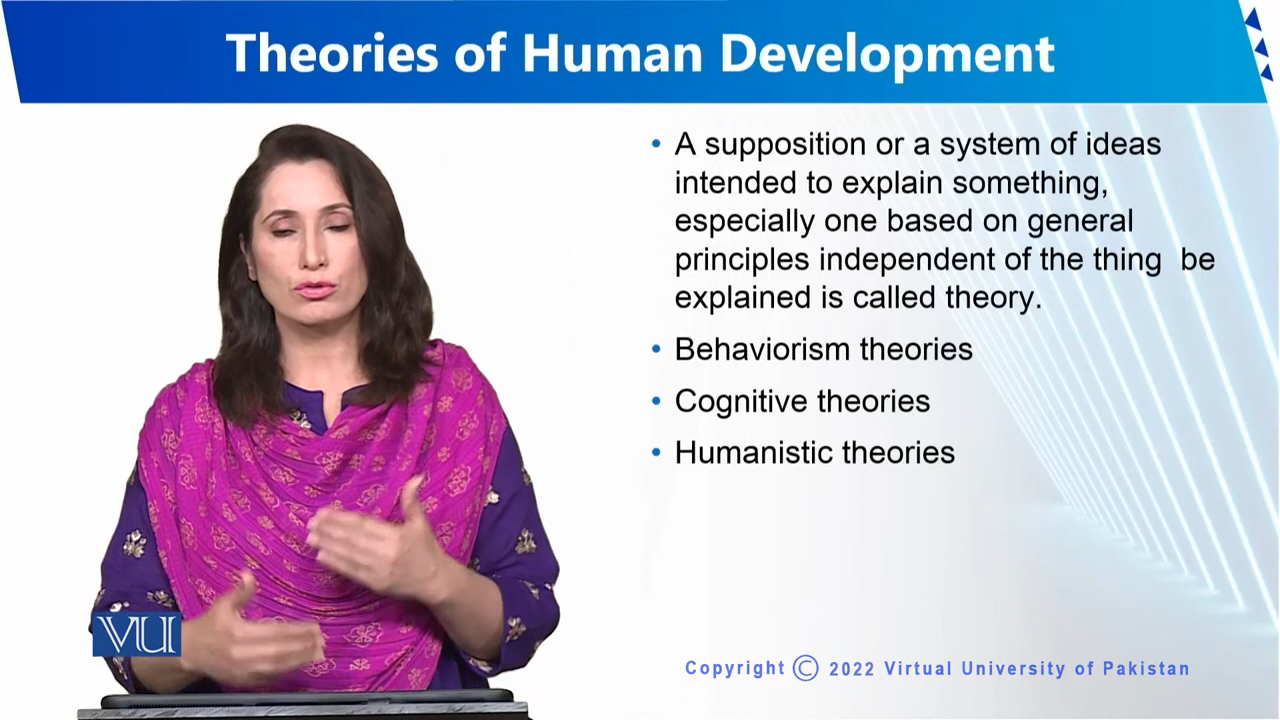 Theories of Human Development
• A supposition or a system of ideas
intended to explain something,
especially one based on general
principles independent of the thing  be
explained is called theory.
• Behaviorism theories
• Cognitive theories
• Humanistic theories
VU
Copyright © 2022 Virtual University of Pakistan